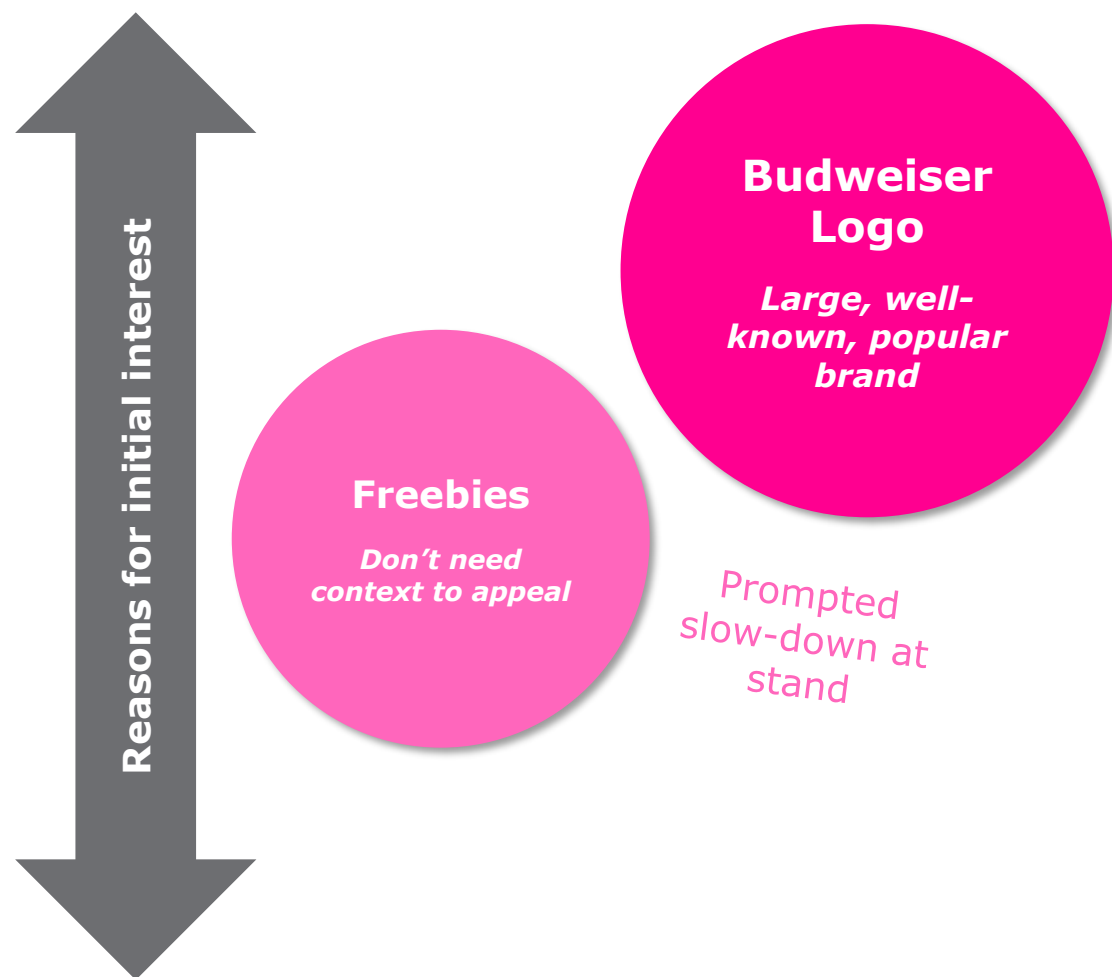 Reasons for initial interest
Budweiser
Logo
Large, well-
known, popular
brand
Freebies
Don’t need
context to appeal
Prompted
slow-down at
stand